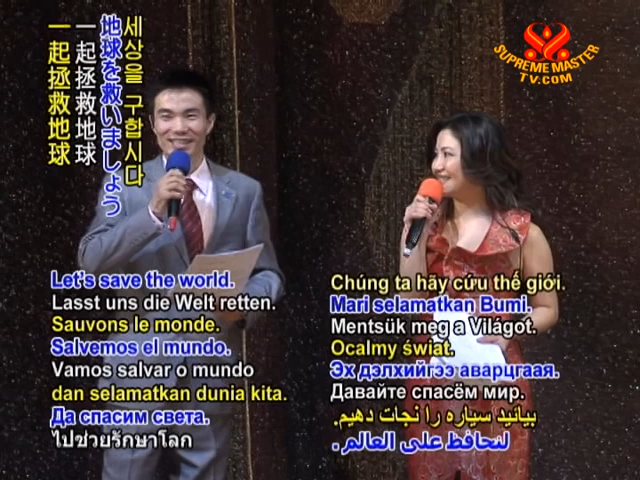 세상을 구합시다
地球を救いましょう
一起拯救地球
一起拯救地球
SUPREME MASTER
TV.COM
Let's save the world.
Lasst uns die Welt retten.
Sauvons le monde.
Salvemos el mundo.
Vamos salvar o mundo
dan selamatkan dunia kita.
Да спасим света.
ไปช่วยรักษาโลก
Chúng ta hãy cứu thế giới.
Mari selamatkan Bumi.
Mentsük meg a Világot.
Ocalmy świat.
Эх дэлхийгээ аварцгаая.
Давайте спасём мир.
بیائید سیاره را نجات دهیم.
لنحافظ على العالم.